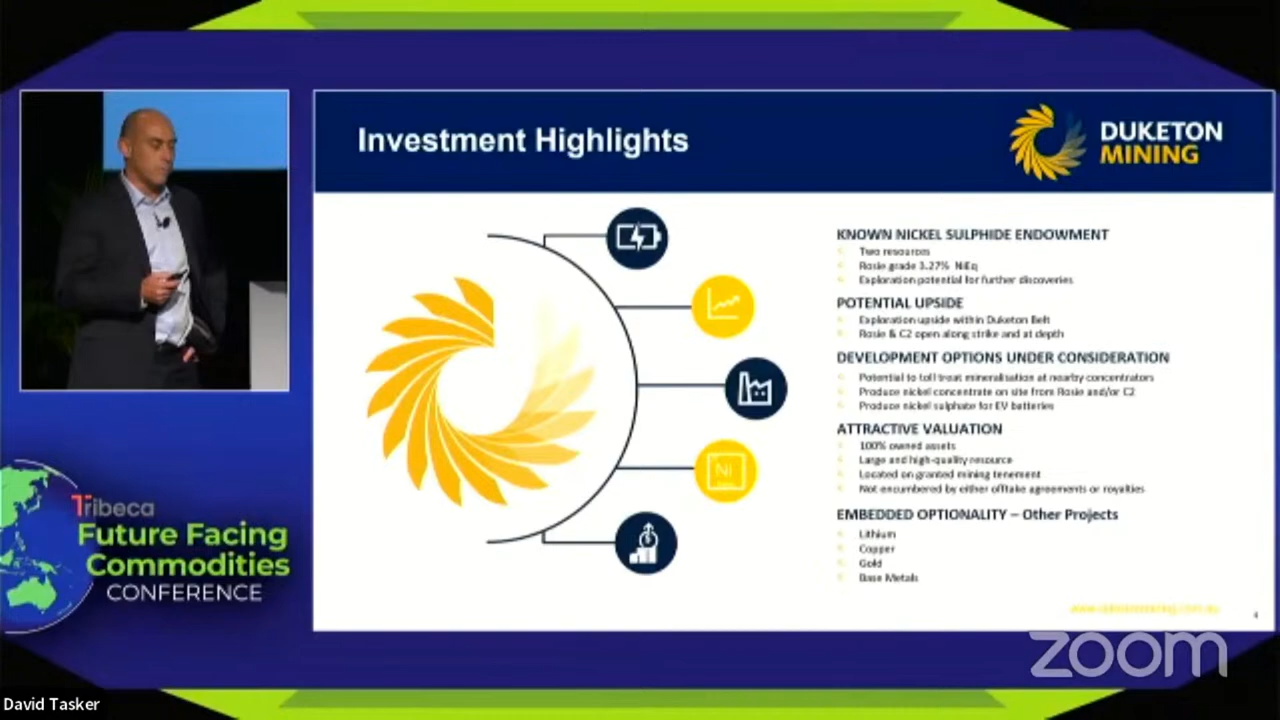 Investment Highlights
DUKETON
MINING
KNOWN NICKEL SULPHIDE ENDOWMENT
Two resources
Rosie grade 3.27% NiEq
Exploration potential for further discoveries
POTENTIAL UPSIDE
Exploration upside within Duketon Belt
Rosie & C2 open along strike and at depth
DEVELOPMENT OPTIONS UNDER CONSIDERATION
Potential to toll treat mineralisation at nearby concentrators
Produce nickel concentrate on site from Rosie and/or C2
Produce nickel sulphate for EV batteries
ATTRACTIVE VALUATION
100% owned assets
Large and high-quality resource
Located on granted mining tenement
Not encumbered by either offtake agreements or royalties
EMBEDDED OPTIONALITY – Other Projects
Lithium
Copper
Gold
Base Metals
Ni
4
Tribeca
Future Facing
Commodities
CONFERENCE
zoom
David Tasker